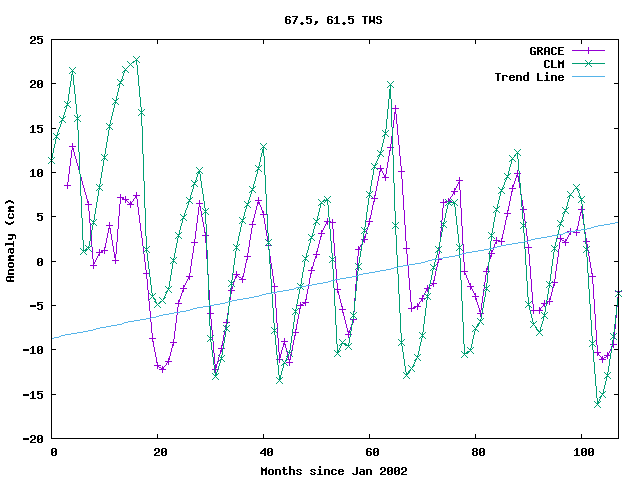 67.5, 61.5 TWS
GRACE
CLM
Trend Line
25
20
15
10
5
0
-5
-10
-15
-20
Anomaly (cm)
0 20 40 60 80 100
Months since Jan 2002